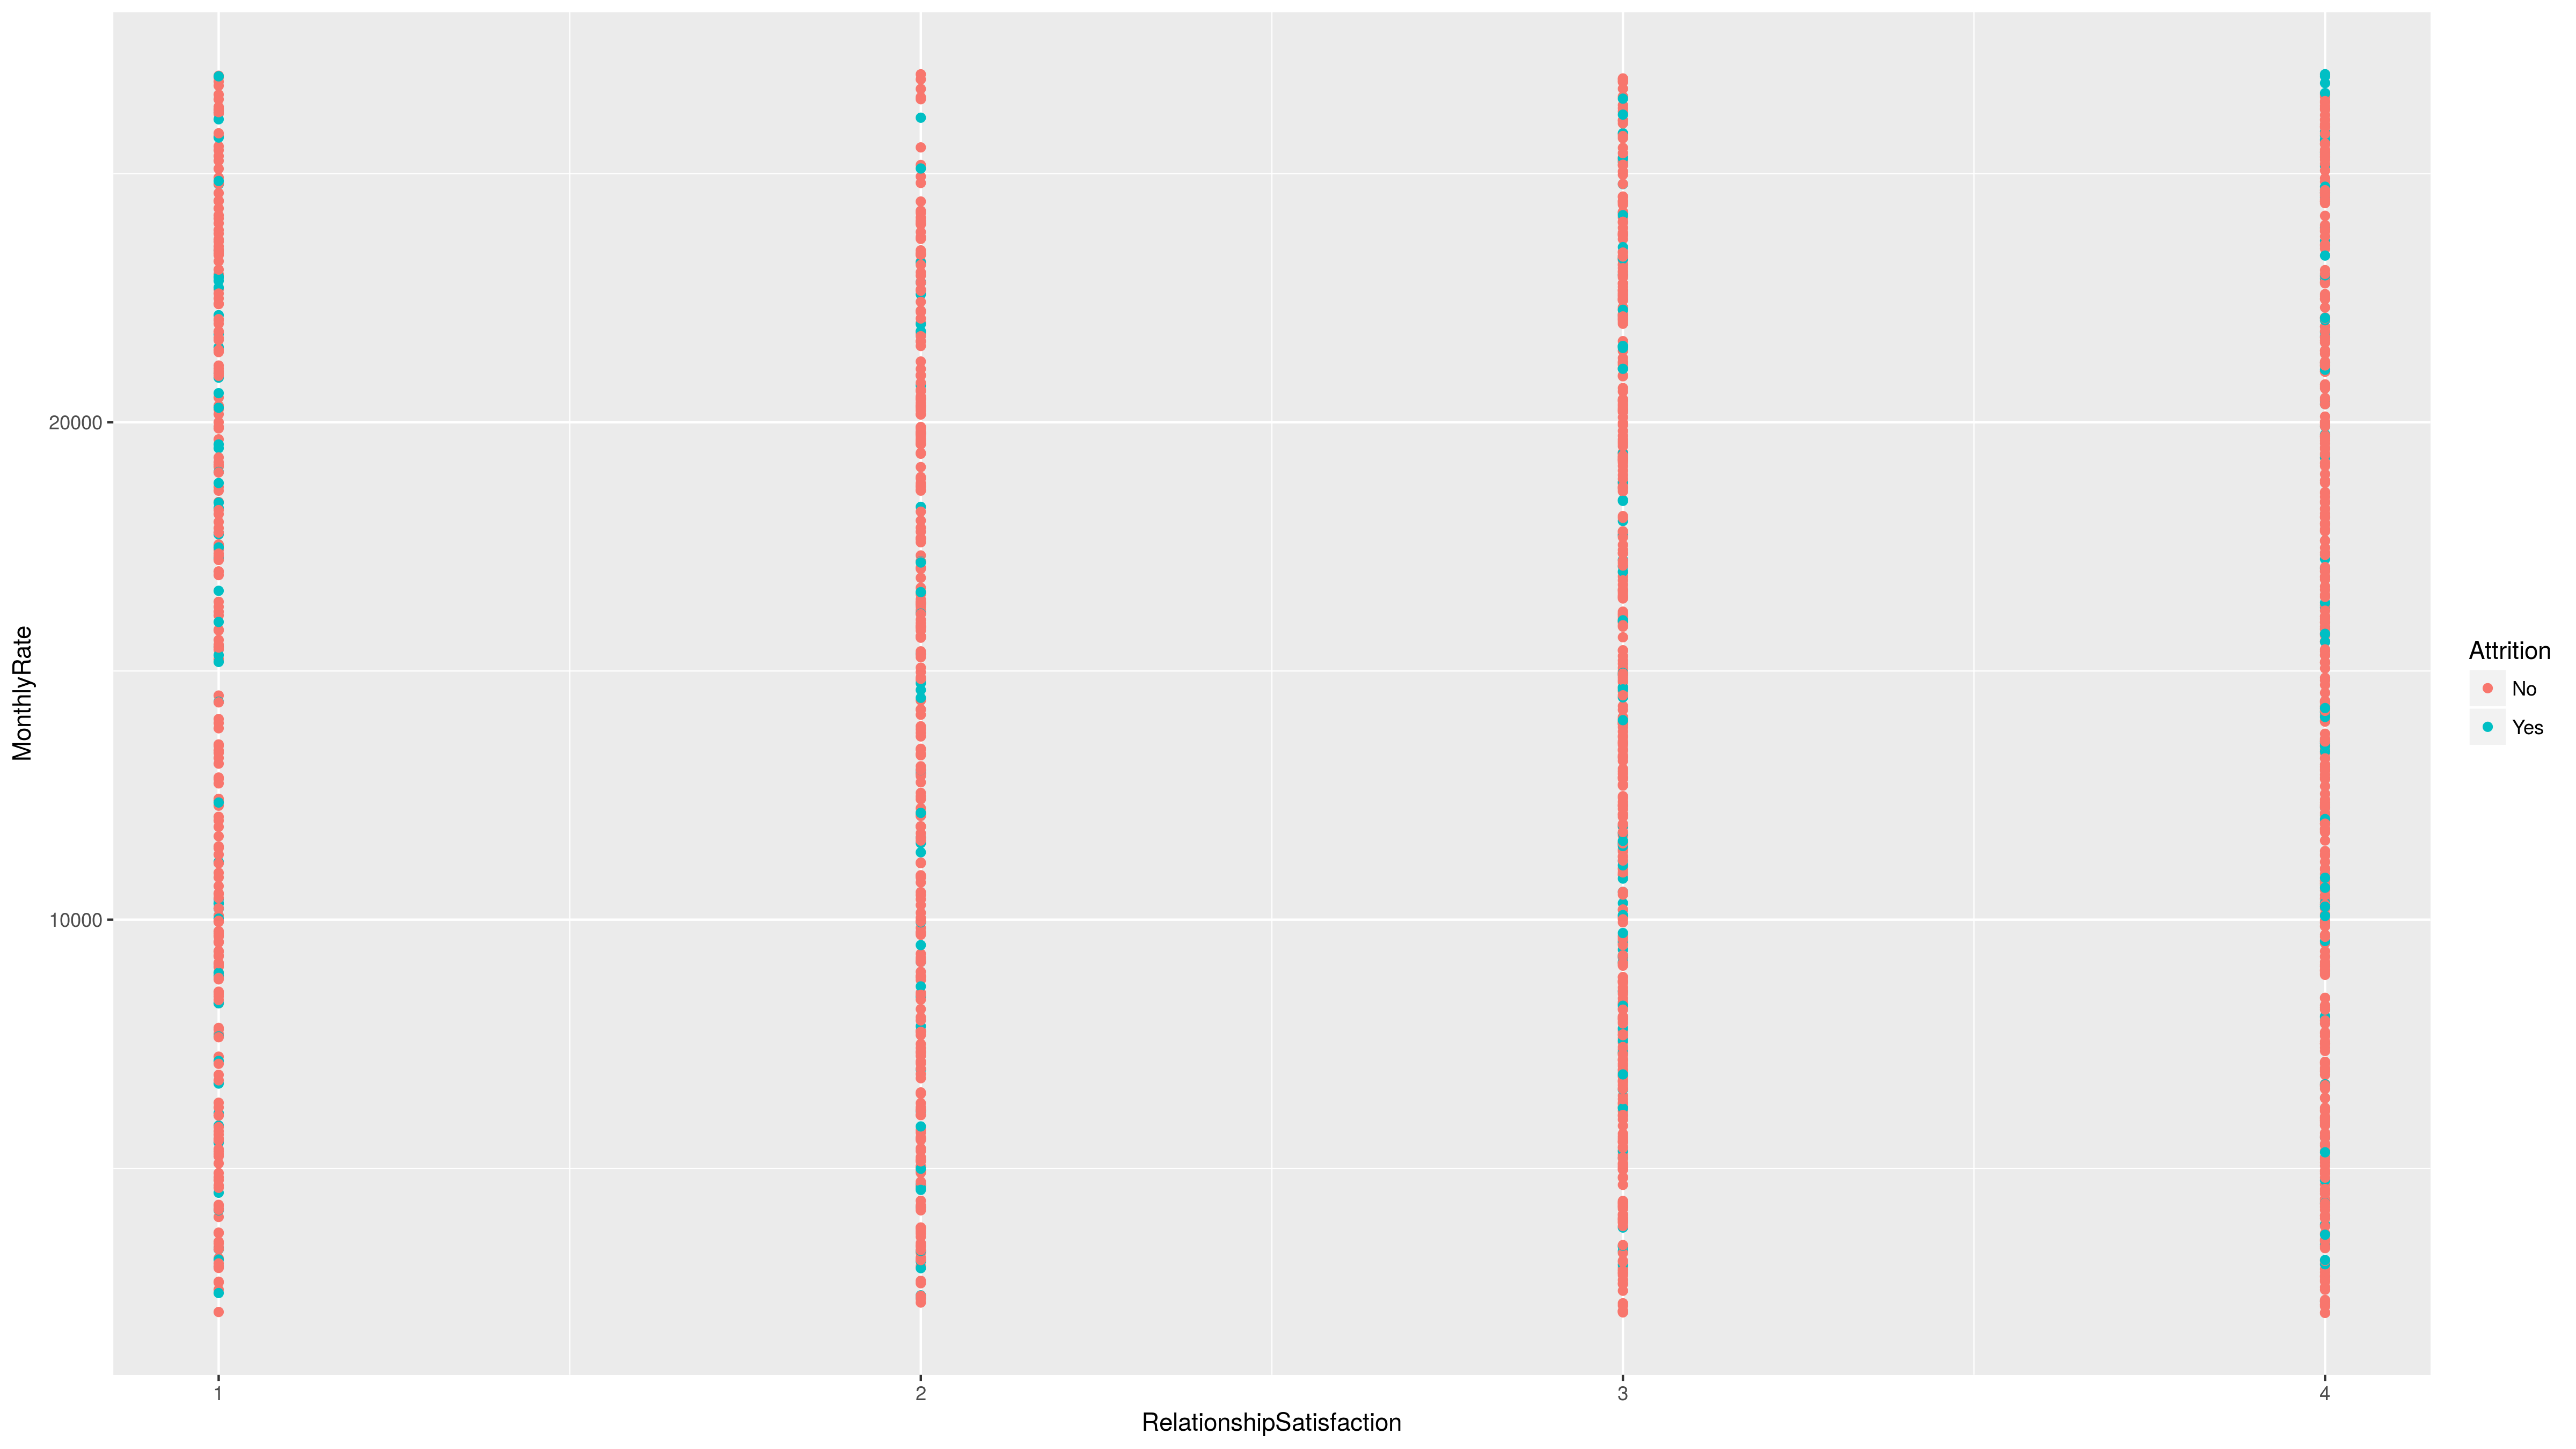 MonthlyRate
20000
10000
1
2
3
4
RelationshipSatisfaction
Attrition
No
Yes